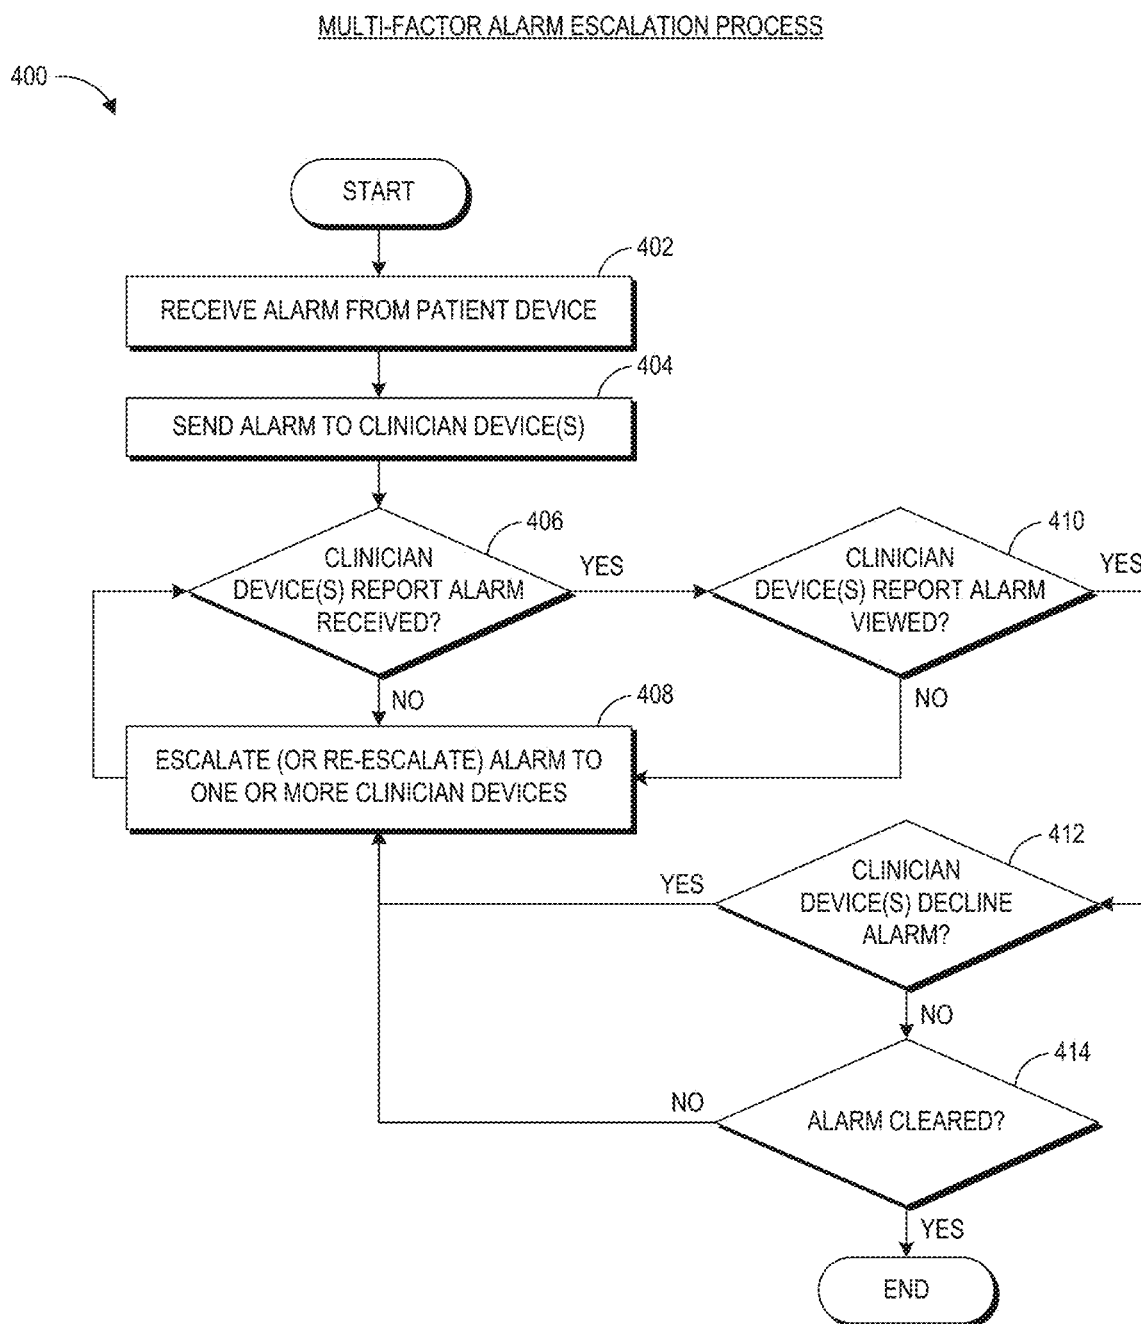 MULTI-FACTOR ALARM ESCALATION PROCESS
400
START
402
RECEIVE ALARM FROM PATIENT DEVICE
404
SEND ALARM TO CLINICIAN DEVICE(S)
406
CLINICIAN
DEVICE(S) REPORT ALARM
RECEIVED?
YES
NO
410
CLINICIAN
DEVICE(S) REPORT ALARM
VIEWED?
YES
NO
408
ESCALATE (OR RE-ESCALATE) ALARM TO
ONE OR MORE CLINICIAN DEVICES
412
CLINICIAN
DEVICE(S) DECLINE
ALARM?
YES
NO
414
ALARM CLEARED?
NO
YES
END